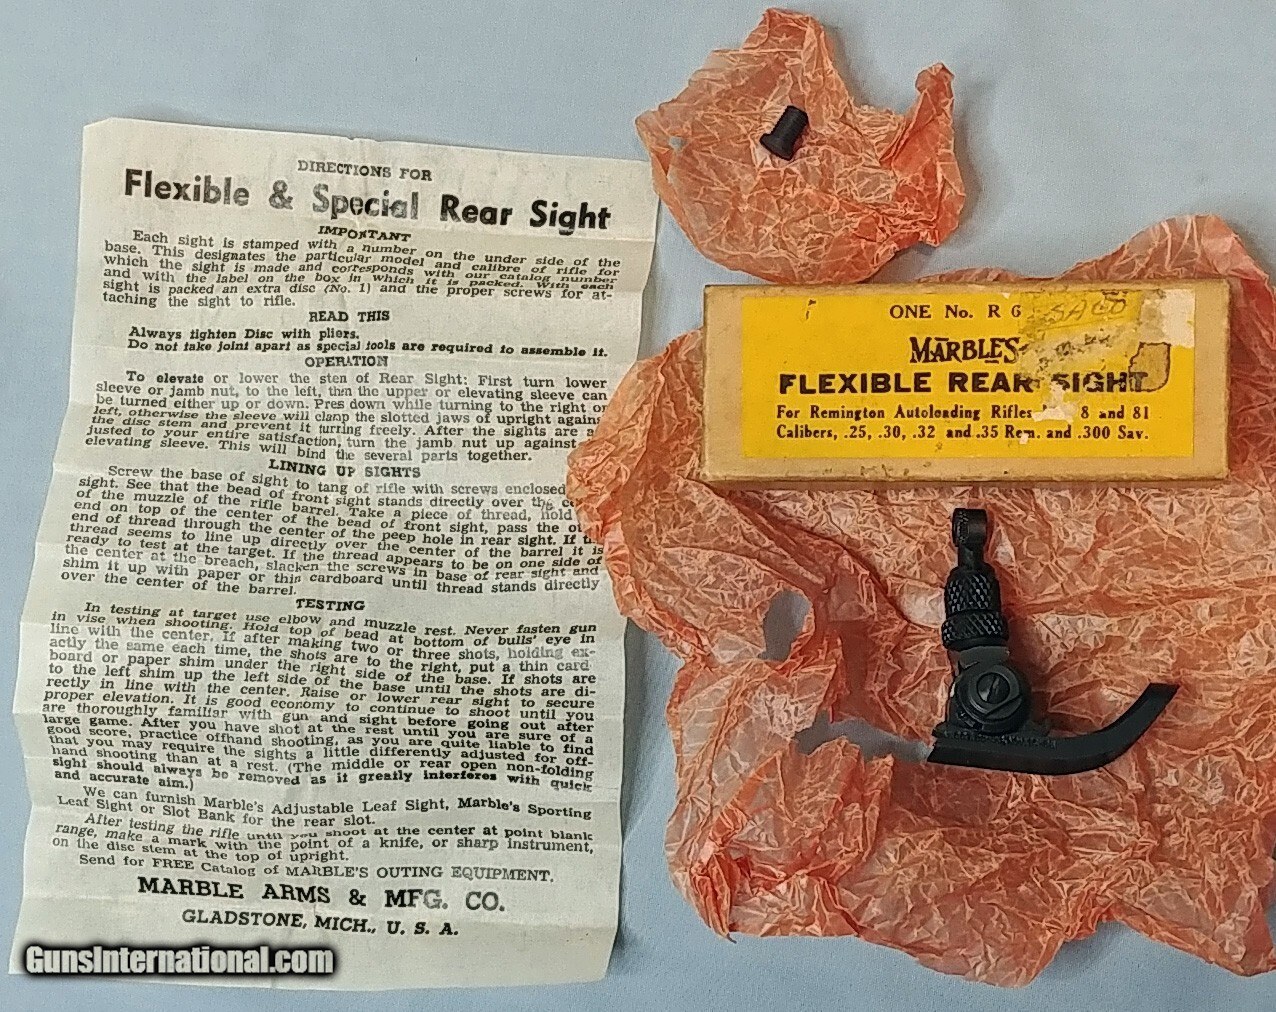 DIRECTIONS FOR
Flexible & Special Rear Sight
IMPORTANT
Each sight is stamped with a number on the under side of the
base. This designates the particular model and calibre of rifle for
which the sight is made and corresponds with our catalog number
and with the label on the box in which it is packed. With each
sight is packed an extra disc (No. 1) and the proper screws for at-
taching the sight to rifle.
READ THIS
Always tighten Disc with pliers.
Do not take joint apart as special tools are required to assemble it.
OPERATION
To elevate or lower the sten of Rear Sight: First turn lower
sleeve or jamb nut, to the left, then the upper or elevating sleeve can
be turned either up or down. Pres down while turning to the right or
left, otherwise the sleeve will clamp the slotted jaws of upright against
the disc stem and prevent it turning freely. After the sights are a
justed to your entire satisfaction, turn the jamb nut up against
elevating sleeve. This will bind the several parts together.
LINING UP SIGHTS
Screw the base of sight to tang of rifle with screws enclosed
sight. See that the bead of front sight stands directly over the ce
of the muzzle of the rifle barrel. Take a piece of thread, hold
end on top of the center of the bead of front sight, pass the o
end of thread through the center of the peep hole in rear sight. If th
thread seems to line up directly over the center of the barrel it is
ready to test at the target. If the thread appears to be on one side of
the center at the breach, slacken the screws in base of rear sight and
shim it up with paper or thin cardboard until thread stands directly
over the center of the barrel.
TESTING
In testing at target use elbow and muzzle rest. Never fasten gun
in vise when shooting. Hold top of bead at bottom of bulls' eye in
line with the center. If after making two or three shots, holding ex-
actly the same each time, the shots are to the right, put a thin card
board or paper shim under the right side of the base. If shots are
to the left shim up the left side of the base until the shots are di-
rectly in line with the center. Raise or lower rear sight to secure
proper elevation. It is good economy to continue to shoot until you
are thoroughly familiar with gun and sight before going out after
large game. After you have shot at the rest until you are sure of a
good score, practice offhand shooting, as you are quite liable to find
that you may require the sights a little differently adjusted for off-
hand shooting than at a rest. (The middle or rear open non-folding
sight should always be removed as it greatly interferes with quick
and accurate aim.)
We can furnish Marble's Adjustable Leaf Sight, Marble's Sporting
Leaf Sight or Slot Bank for the rear slot.
After testing the rifle until you shoot at the center at point blank
range, make a mark with the point of a knife, or sharp instrument,
on the disc stem at the top of upright.
Send for FREE Catalog of MARBLE'S OUTING EQUIPMENT.
MARBLE ARMS & MFG. CO.
GLADSTONE, MICH., U. S. A.
ONE No. R 6
MARBLES
FLEXIBLE REAR SIGHT
For Remington Autoloading Rifles 8 and 81
Calibers, .25, .30, .32 and .35 Rem. and .300 Sav.
GunsInternational.com